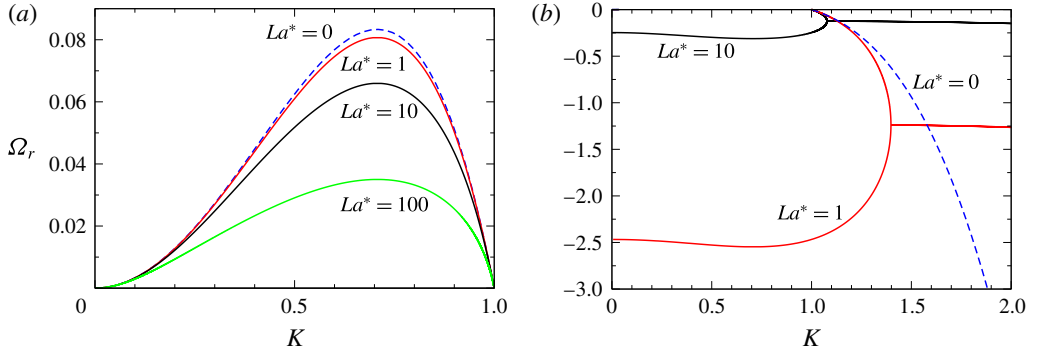 (a)
La* = 0
La* = 1
La* = 10
La* = 100
0.08
0.06
0.04
0.02
Ωr
0
0.5
1.0
K
(b)
La* = 10
La* = 0
La* = 1
0
−0.5
−1.0
−1.5
−2.0
−2.5
−3.0
0
0.5
1.0
1.5
2.0
K